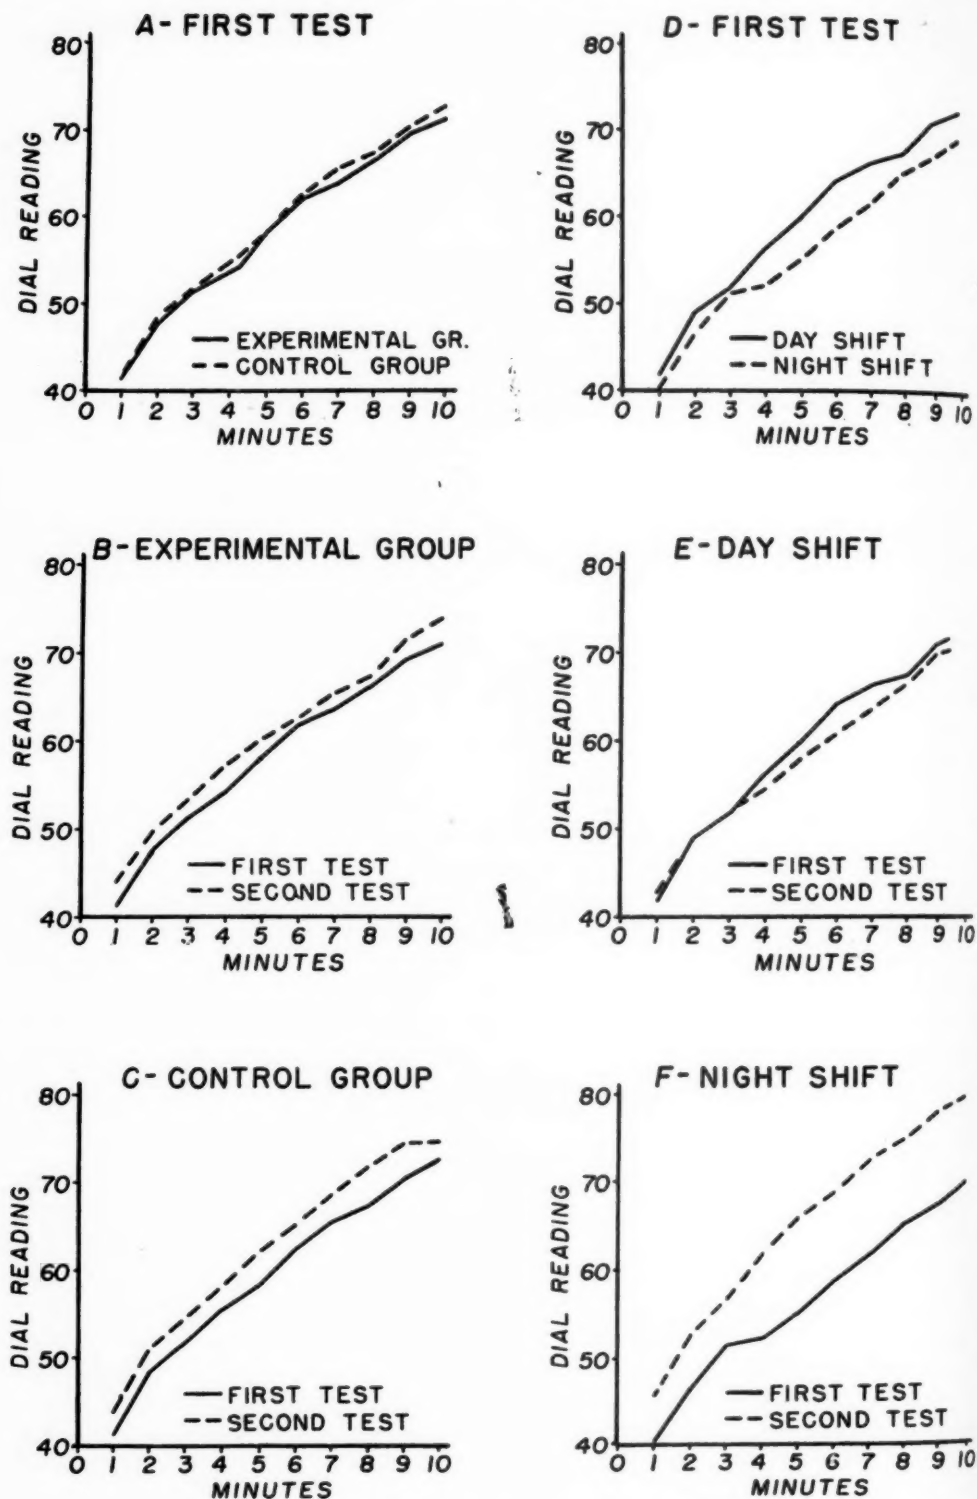 A- FIRST TEST
80
70
60
50
40
DIAL READING
EXPERIMENTAL GR.
CONTROL GROUP
0 1 2 3 4 5 6 7 8 9 10
MINUTES
D- FIRST TEST
80
70
60
50
40
DIAL READING
DAY SHIFT
NIGHT SHIFT
0 1 2 3 4 5 6 7 8 9 10
MINUTES
B- EXPERIMENTAL GROUP
80
70
60
50
40
DIAL READING
FIRST TEST
SECOND TEST
0 1 2 3 4 5 6 7 8 9 10
MINUTES
E- DAY SHIFT
80
70
60
50
40
DIAL READING
FIRST TEST
SECOND TEST
0 1 2 3 4 5 6 7 8 9 10
MINUTES
C- CONTROL GROUP
80
70
60
50
40
DIAL READING
FIRST TEST
SECOND TEST
0 1 2 3 4 5 6 7 8 9 10
MINUTES
F- NIGHT SHIFT
80
70
60
50
40
DIAL READING
FIRST TEST
SECOND TEST
0 1 2 3 4 5 6 7 8 9 10
MINUTES